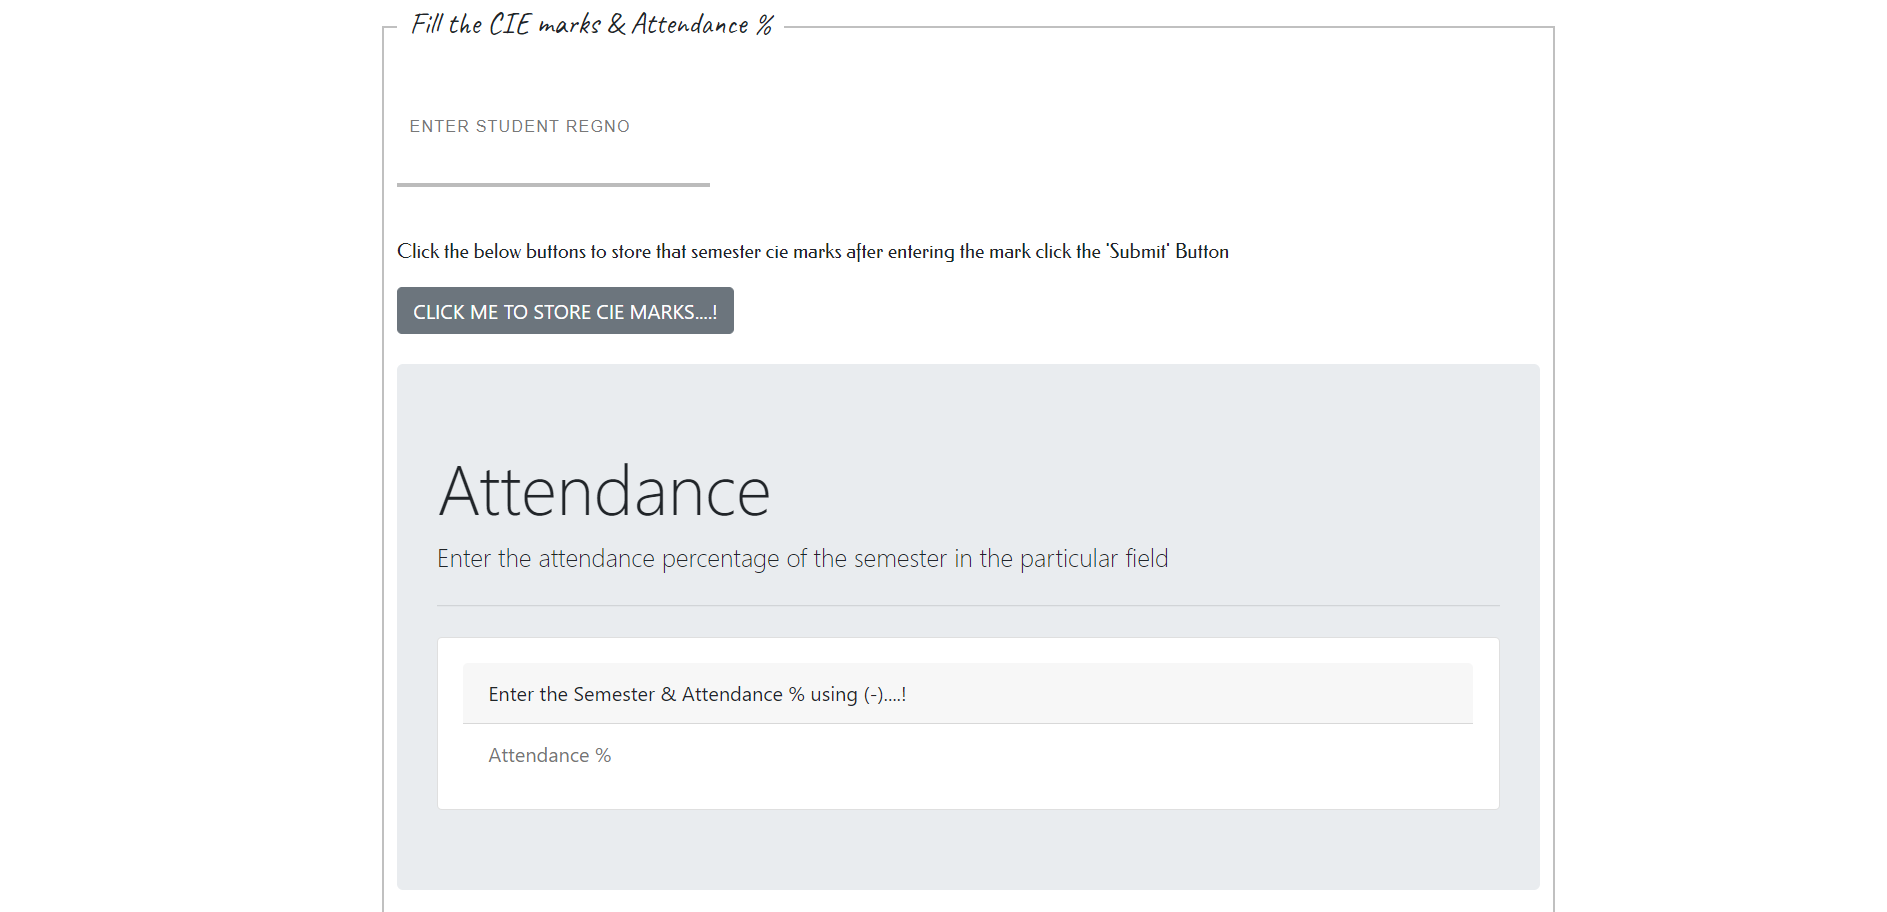 Fill the CIE marks & Attendance %
ENTER STUDENT REGNO
Click the below buttons to store that semester cie marks after entering the mark click the 'Submit' Button
CLICK ME TO STORE CIE MARKS....!
Attendance
Enter the attendance percentage of the semester in the particular field
Enter the Semester & Attendance % using (-)....!
Attendance %